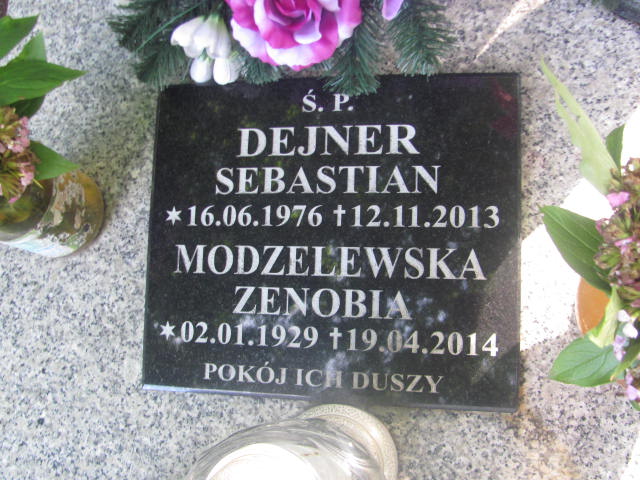 Ś. P.
DEJNER
SEBASTIAN
✶16.06.1976 †12.11.2013
MODZELEWSKA
ZENOBIA
✶02.01.1929 †19.04.2014
POKÓJ ICH DUSZY